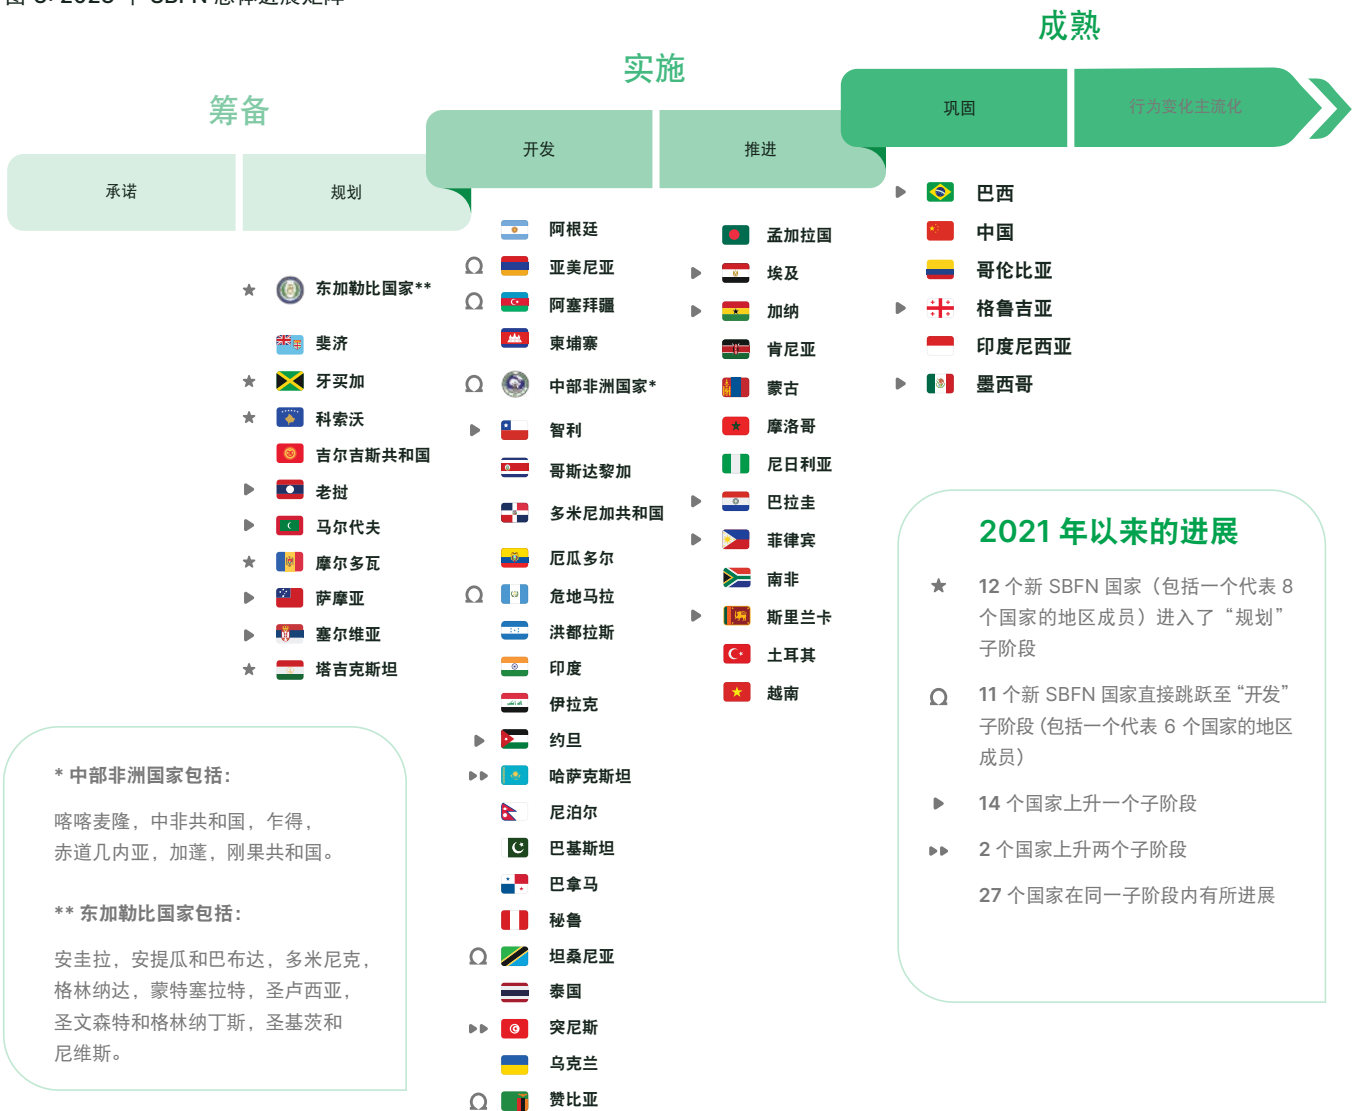 图 6: 2023 年 SBFN 总体进展矩阵
筹备
实施
成熟
承诺
规划
开发
推进
巩固
行为变化主流化
东加勒比国家**
斐济
牙买加
科索沃
吉尔吉斯共和国
老挝
马尔代夫
摩尔多瓦
萨摩亚
塞尔维亚
塔吉克斯坦
阿根廷
亚美尼亚
阿塞拜疆
柬埔寨
中部非洲国家*
智利
哥斯达黎加
多米尼加共和国
厄瓜多尔
危地马拉
洪都拉斯
印度
伊拉克
约旦
哈萨克斯坦
尼泊尔
巴基斯坦
巴拿马
秘鲁
坦桑尼亚
泰国
突尼斯
乌克兰
赞比亚
孟加拉国
埃及
加纳
肯尼亚
蒙古
摩洛哥
尼日利亚
巴拉圭
菲律宾
南非
斯里兰卡
土耳其
越南
巴西
中国
哥伦比亚
格鲁吉亚
印度尼西亚
墨西哥
* 中部非洲国家包括：
喀喀麦隆，中非共和国，乍得，
赤道几内亚，加蓬，刚果共和国。
** 东加勒比国家包括：
安圭拉，安提瓜和巴布达，多米尼克，
格林纳达，蒙特塞拉特，圣卢西亚，
圣文森特和格林纳丁斯，圣基茨和
尼维斯。
2021 年以来的进展
12 个新 SBFN 国家（包括一个代表 8
个国家的地区成员）进入了“规划”
子阶段
11 个新 SBFN 国家直接跳跃至“开发”
子阶段（包括一个代表 6 个国家的地区
成员）
14 个国家上升一个子阶段
2 个国家上升两个子阶段
27 个国家在同一子阶段内有所进展